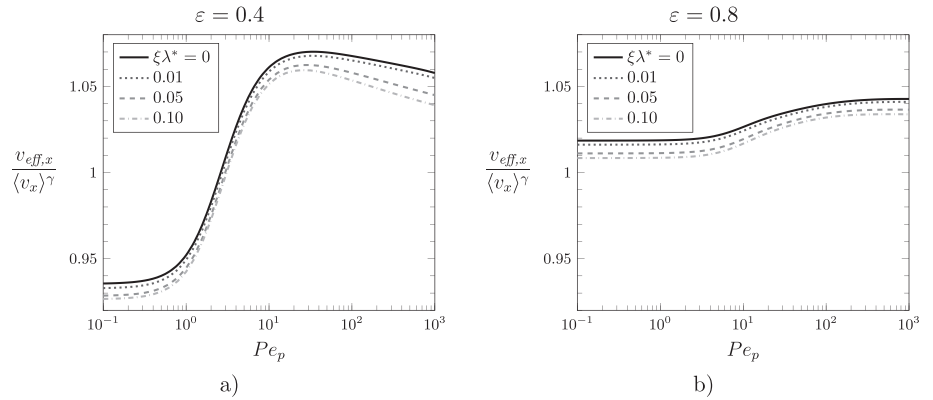 ε = 0.4
ξλ* = 0
0.01
0.05
0.10
1.05
1
0.95
v_eff,x
⟨v_x⟩^γ
10^−1
10^0
10^1
10^2
10^3
Pe_p
a)
ε = 0.8
ξλ* = 0
0.01
0.05
0.10
1.05
1
0.95
v_eff,x
⟨v_x⟩^γ
10^−1
10^0
10^1
10^2
10^3
Pe_p
b)